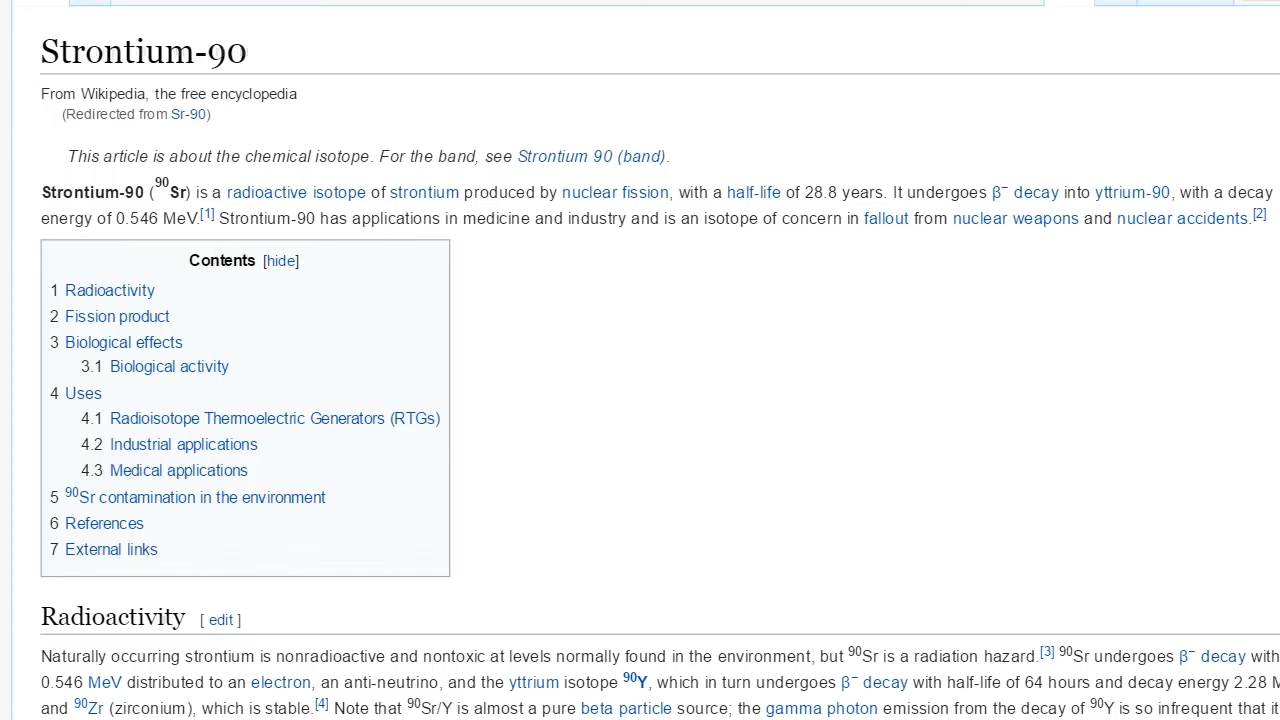 Strontium-90
From Wikipedia, the free encyclopedia
(Redirected from Sr-90)
This article is about the chemical isotope. For the band, see Strontium 90 (band).
Strontium-90 (⁹⁰Sr) is a radioactive isotope of strontium produced by nuclear fission, with a half-life of 28.8 years. It undergoes β⁻ decay into yttrium-90, with a decay
energy of 0.546 MeV.[1] Strontium-90 has applications in medicine and industry and is an isotope of concern in fallout from nuclear weapons and nuclear accidents.[2]
Contents [hide]
1 Radioactivity
2 Fission product
3 Biological effects
3.1 Biological activity
4 Uses
4.1 Radioisotope Thermoelectric Generators (RTGs)
4.2 Industrial applications
4.3 Medical applications
5 ⁹⁰Sr contamination in the environment
6 References
7 External links
Radioactivity [ edit ]
Naturally occurring strontium is nonradioactive and nontoxic at levels normally found in the environment, but ⁹⁰Sr is a radiation hazard.[3] ⁹⁰Sr undergoes β⁻ decay with
0.546 MeV distributed to an electron, an anti-neutrino, and the yttrium isotope ⁹⁰Y, which in turn undergoes β⁻ decay with half-life of 64 hours and decay energy 2.28 M
and ⁹⁰Zr (zirconium), which is stable.[4] Note that ⁹⁰Sr/Y is almost a pure beta particle source; the gamma photon emission from the decay of ⁹⁰Y is so infrequent that it